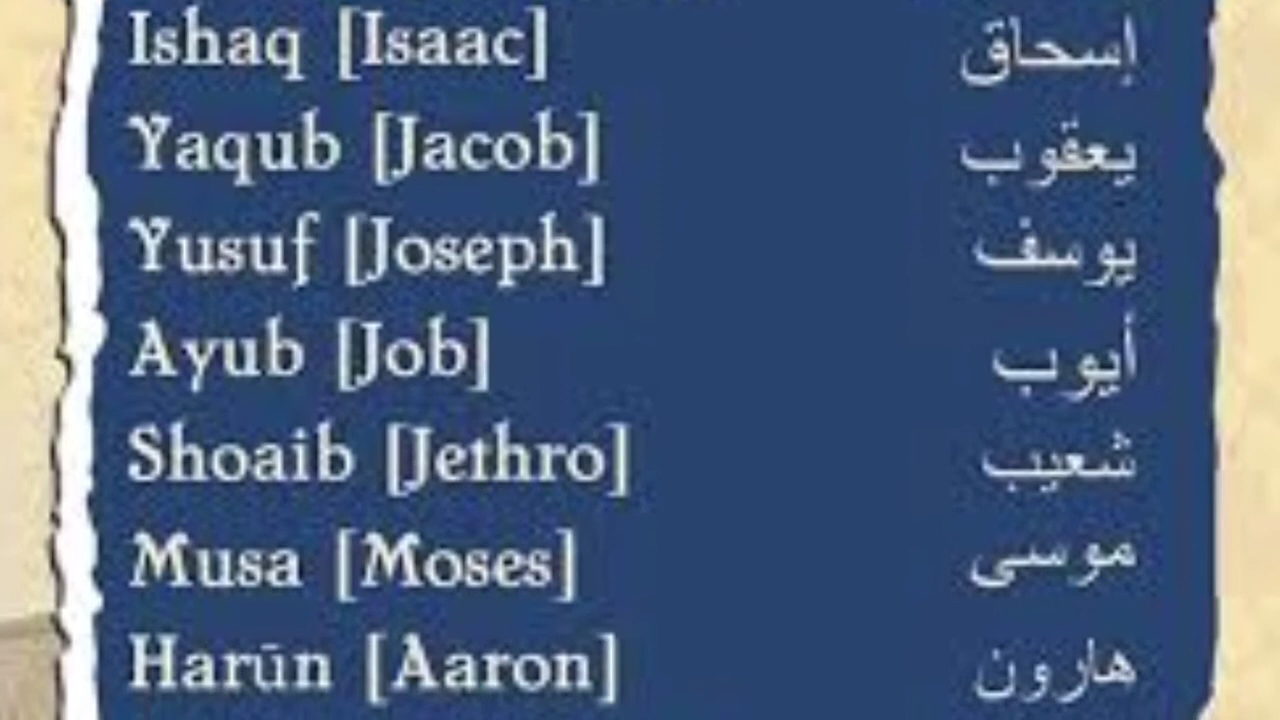 Ishaq [Isaac] إسحاق
Yaqub [Jacob] يعقوب
Yusuf [Joseph] يوسف
Ayub [Job] أيوب
Shoaib [Jethro] شعيب
Musa [Moses] موسى
Harūn [Aaron] هارون